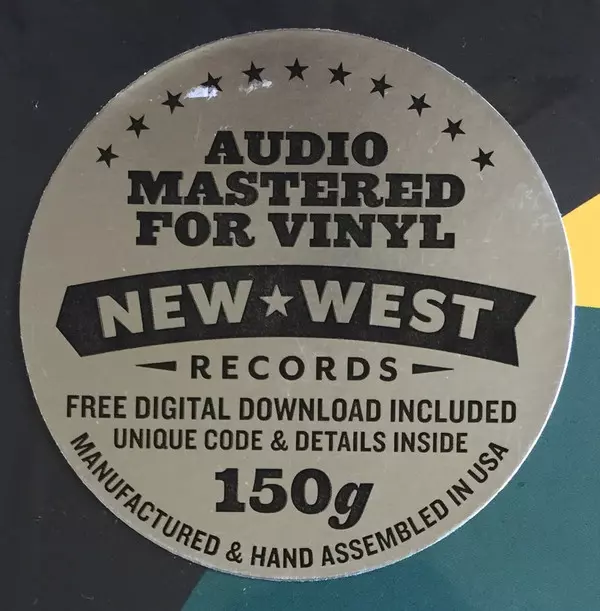 AUDIO
MASTERED
FOR VINYL
NEW★WEST
RECORDS
FREE DIGITAL DOWNLOAD INCLUDED
UNIQUE CODE & DETAILS INSIDE
150g
MANUFACTURED & HAND ASSEMBLED IN USA